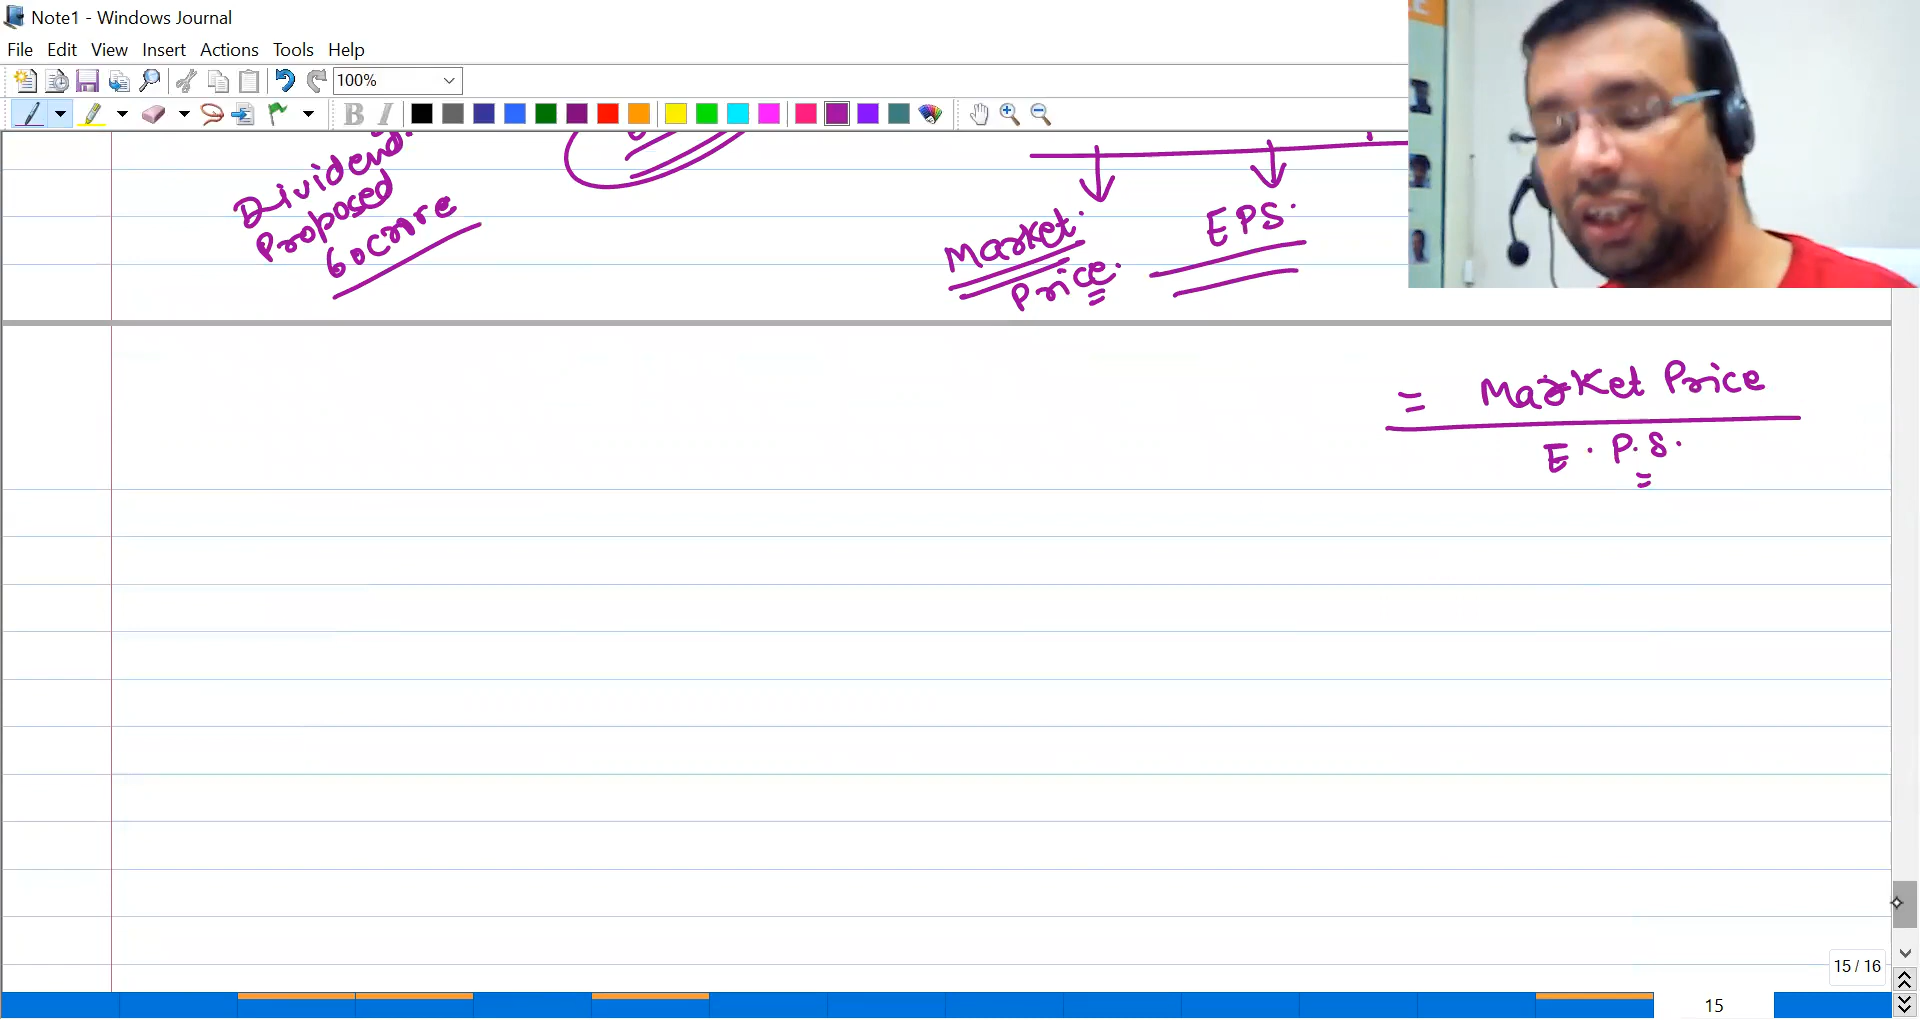 Note1 - Windows Journal
File Edit View Insert Actions Tools Help
100%
B I
Dividend
Proposed
60 crore
Market
Price
EPS.
= Market Price
E. P.S.
15 / 16
15